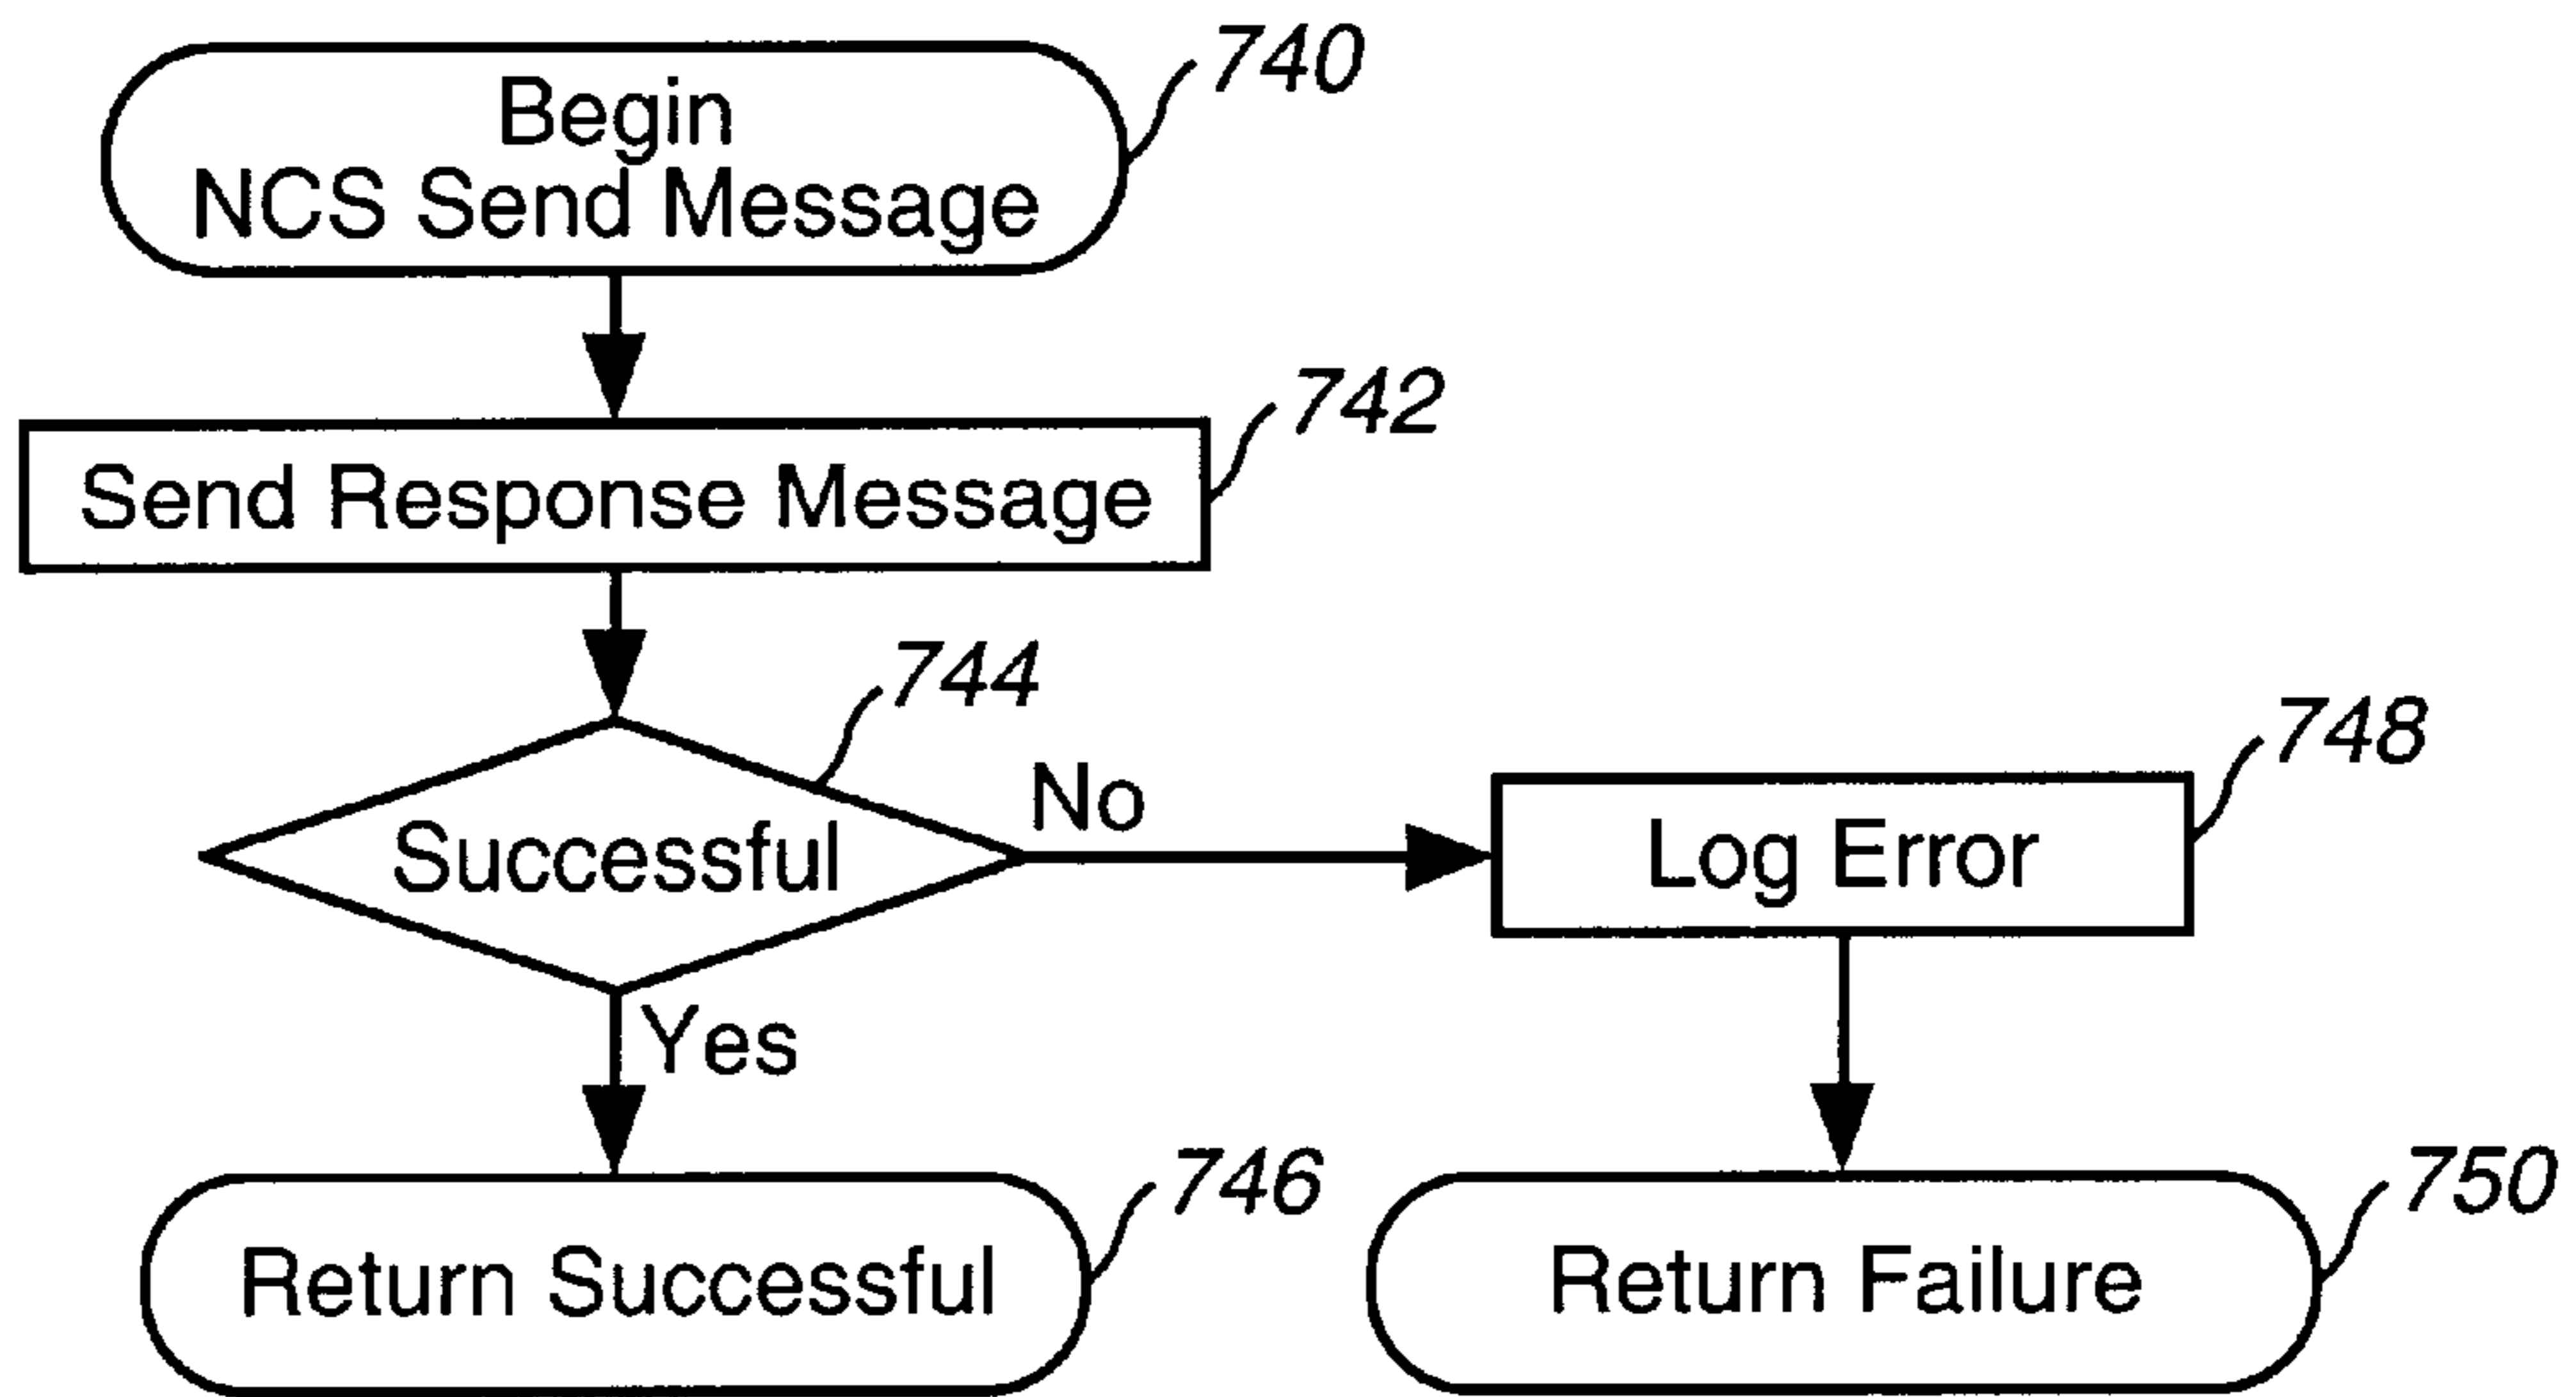 Begin
NCS Send Message
740
Send Response Message
742
744
Successful
No
Log Error
748
Yes
Return Successful
746
Return Failure
750